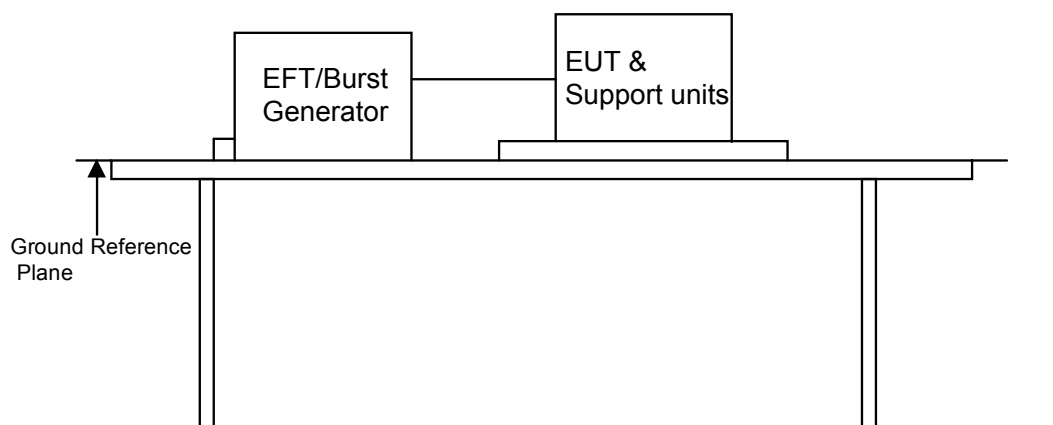 EFT/Burst
Generator
EUT &
Support units
Ground Reference
Plane